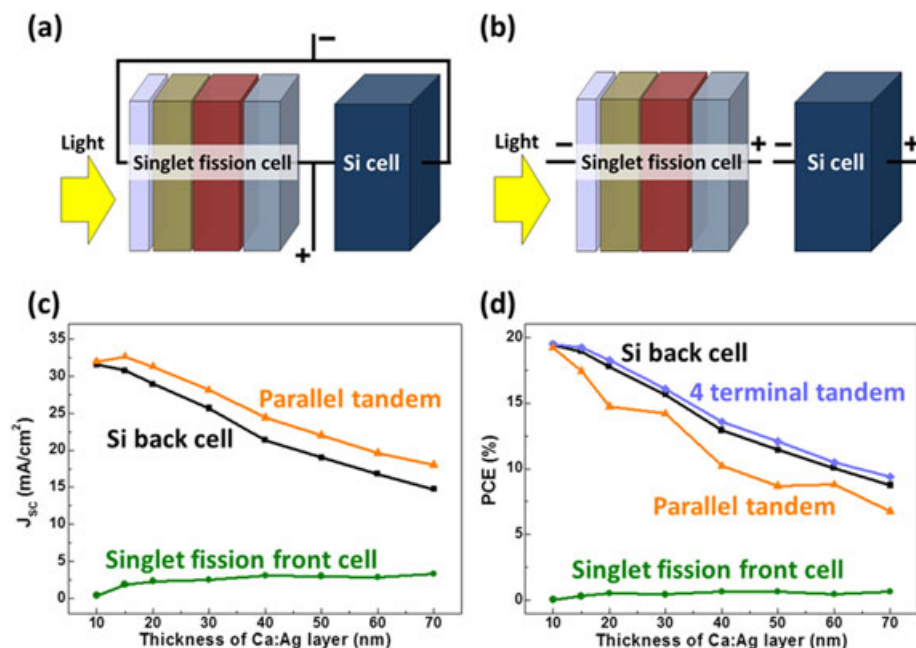 (a)
−
Light
Singlet fission cell
Si cell
+
(b)
Light
−
Singlet fission cell
+
−
Si cell
+
(c)
35
30
25
20
15
10
5
0
J_SC (mA/cm²)
Parallel tandem
Si back cell
Singlet fission front cell
10 20 30 40 50 60 70
Thickness of Ca:Ag layer (nm)
(d)
20
15
10
5
0
PCE (%)
Si back cell
4 terminal tandem
Parallel tandem
Singlet fission front cell
10 20 30 40 50 60 70
Thickness of Ca:Ag layer (nm)